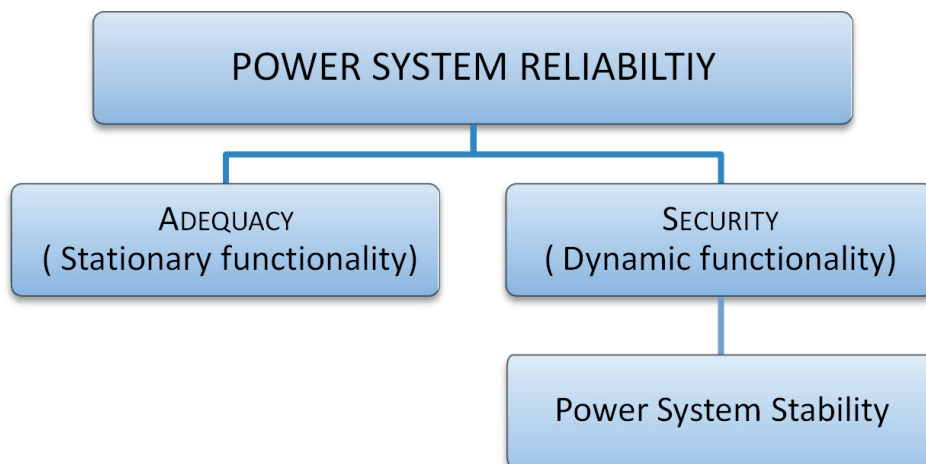 POWER SYSTEM RELIABILTIY
ADEQUACY
( Stationary functionality)
SECURITY
( Dynamic functionality)
Power System Stability